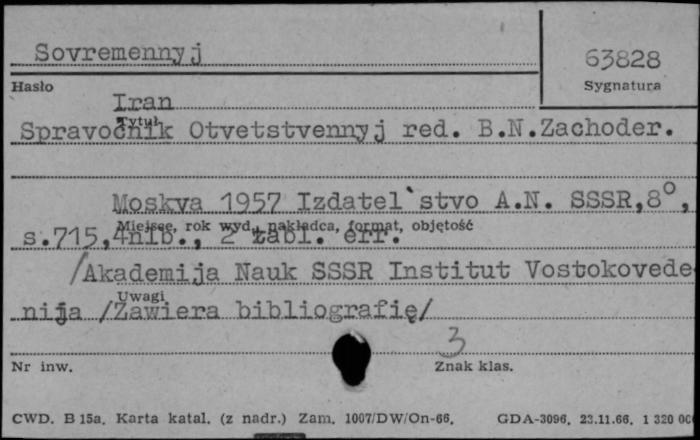 Sovremennyj
63828
Hasło
Sygnatura
Iran
Tytuł
Spravočnik Otvetstvennyj red. B.N.Zachoder.
Moskva 1957 Izdatel`stvo A.N. SSSR,8°,
Miejsce, rok wyd., nakładca, format, objętość
s.715,4nlb., 2 tabl. err.
/Akademija Nauk SSSR Institut Vostokovede
Uwagi
nija /Zawiera bibliografię/
3
Nr inw.
Znak klas.
CWD. B 15a. Karta katal. (z nadr.) Zam. 1007/DW/On-66. GDA-3096. 23.11.66. 1 320 00